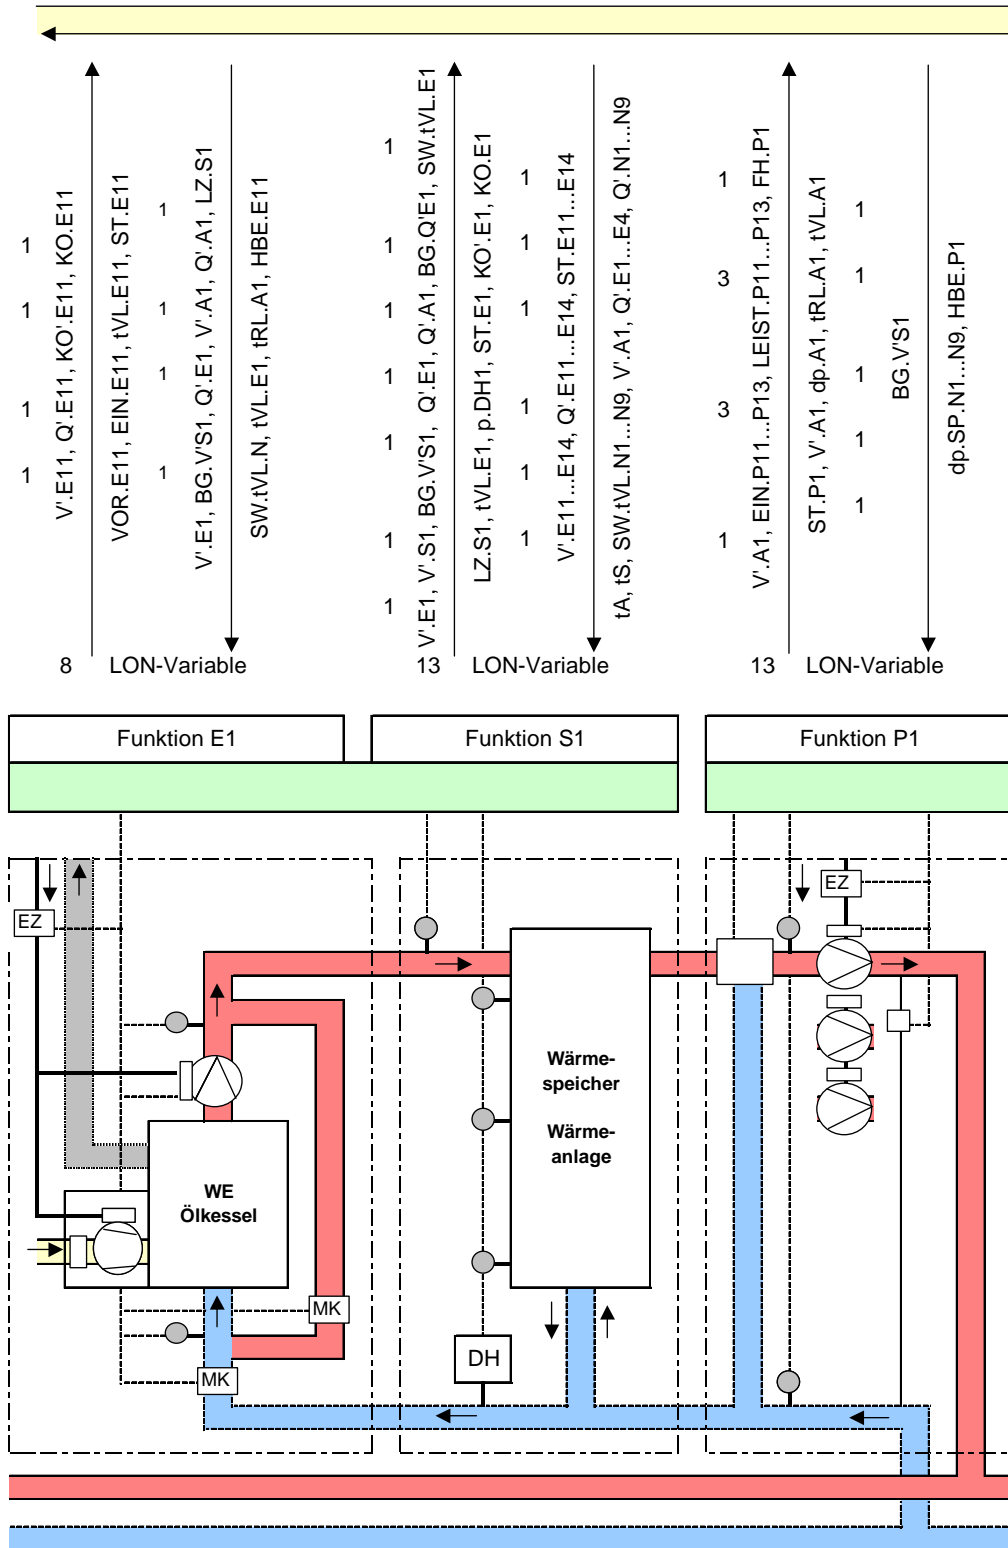 1 1 1 1
V'.E11, Q'.E11, KO'.E11, KO.E11
VOR.E11, EIN.E11, tVL.E11, ST.E11
1 1 1 1
V'.E1, BG.V'S1, Q'.E1, V'.A1, Q'.A1, LZ.S1
SW.tVL.N, tVL.E1, tRL.A1, HBE.E11
1 1 1 1 1 1 1
V'.E1, V'.S1, BG.V'S1, Q'.E1, Q'.A1, BG.Q'E1, SW.tVL.E1
LZ.S1, tVL.E1, p.DH1, ST.E1, KO'.E1, KO.E1
1 1 1 1 1 1
V'.E11...E14, Q'.E11...E14, ST.E11...E14
tA, tS, SW.tVL.N1...N9, V'.A1, Q'.E1...E4, Q'.N1...N9
1 3 3 1
V'.A1, EIN.P11...P13, LEIST.P11...P13, FH.P1
ST.P1, V'.A1, dp.A1, tRL.A1, tVL.A1
1 1 1 1 1
BG.V'S1
dp.SP.N1...N9, HBE.P1
8 LON-Variable
13 LON-Variable
13 LON-Variable
Funktion E1
Funktion S1
Funktion P1
EZ
EZ
Wärme-
speicher
Wärme-
anlage
WE
Ölkessel
MK
DH
MK